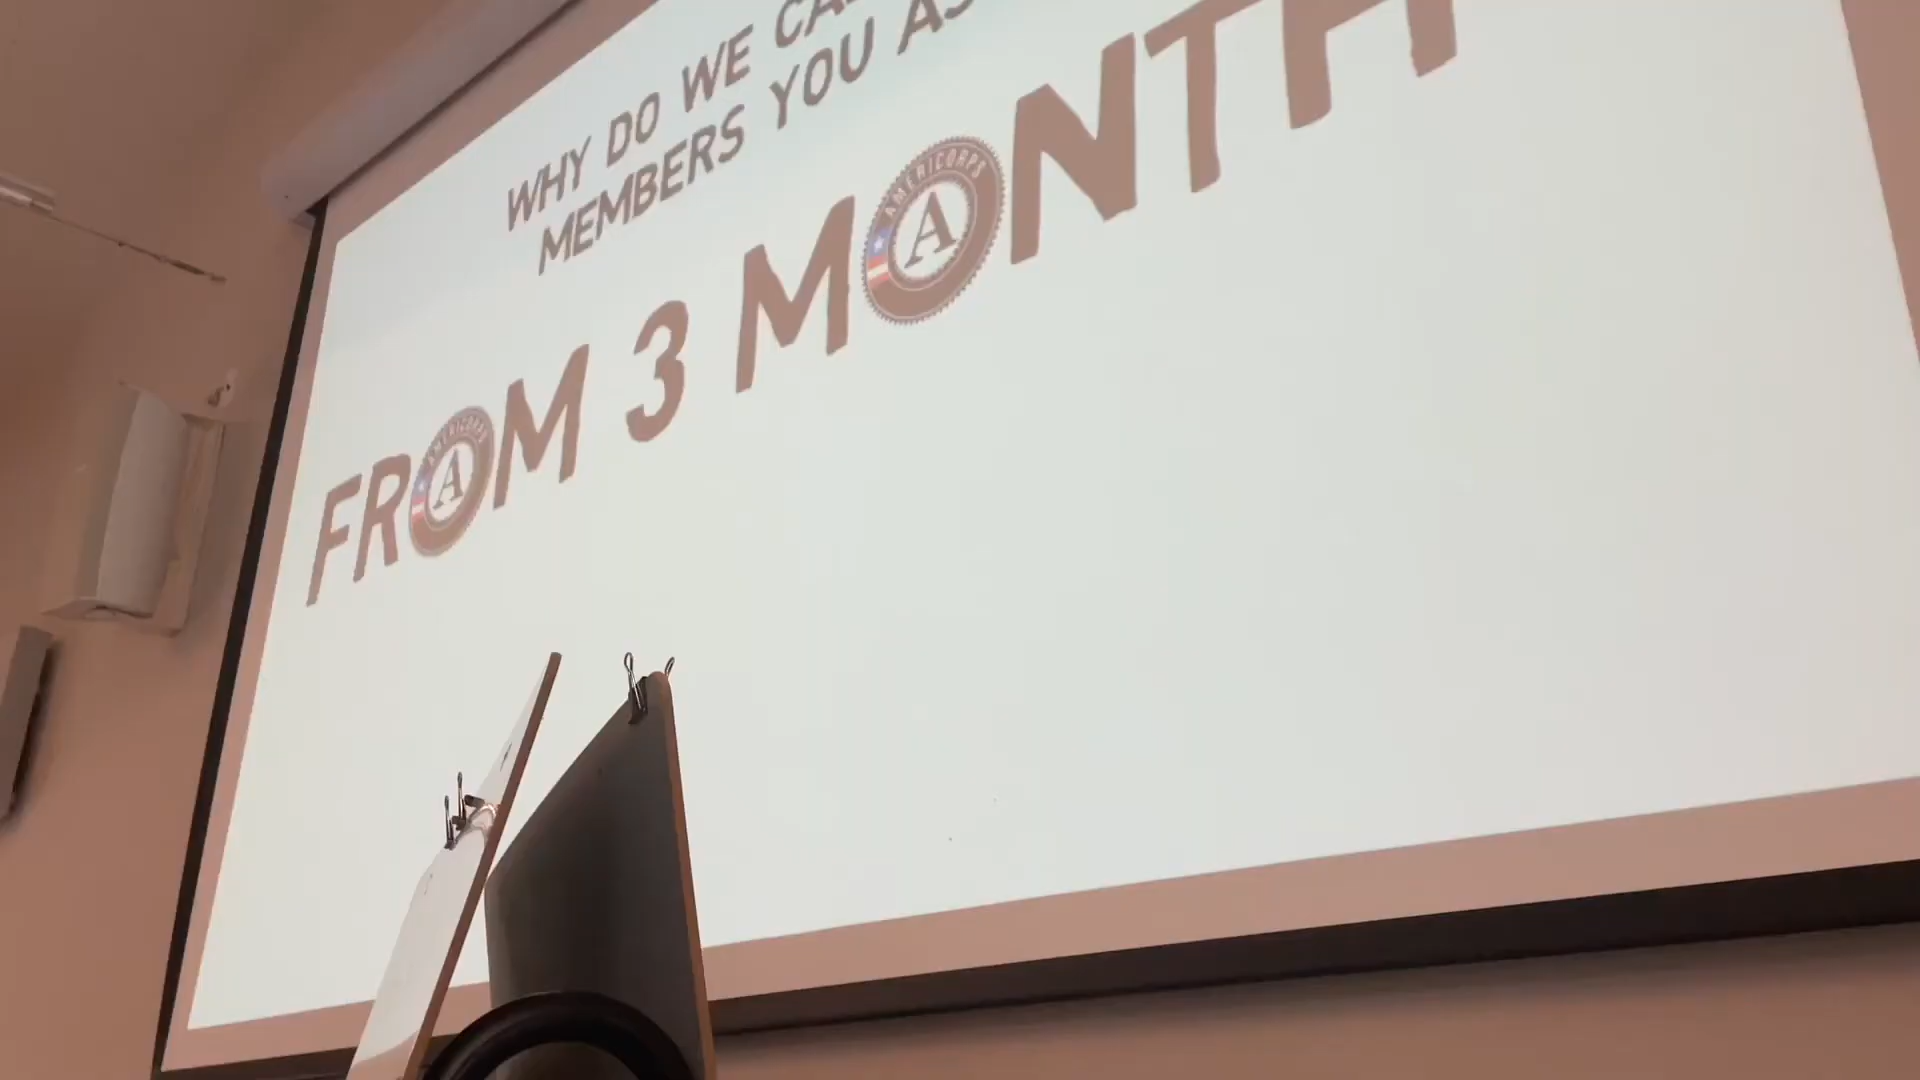 WHY DO WE
MEMBERS YOU
FROM 3 MONTH
AMERICORPS
A
AMERICORPS
A